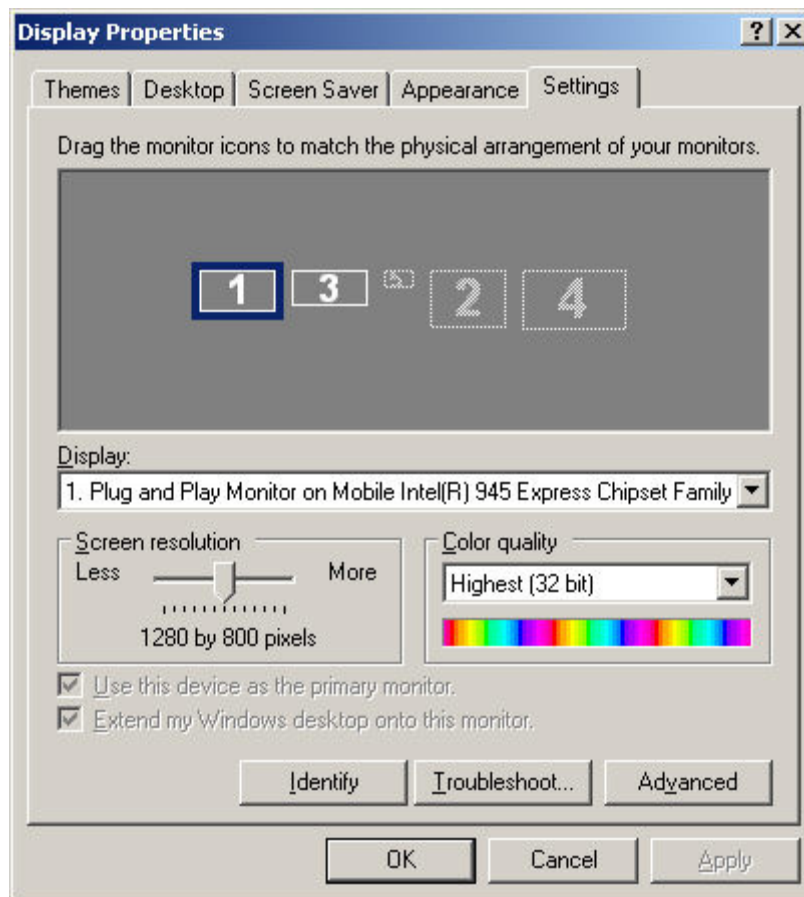 Display Properties
Themes Desktop Screen Saver Appearance Settings
Drag the monitor icons to match the physical arrangement of your monitors.
1 3 5 2 4
Display:
1. Plug and Play Monitor on Mobile Intel(R) 945 Express Chipset Family
Screen resolution
Less More
1280 by 800 pixels
Color quality
Highest (32 bit)
Use this device as the primary monitor.
Extend my Windows desktop onto this monitor.
Identify Troubleshoot... Advanced
OK Cancel Apply